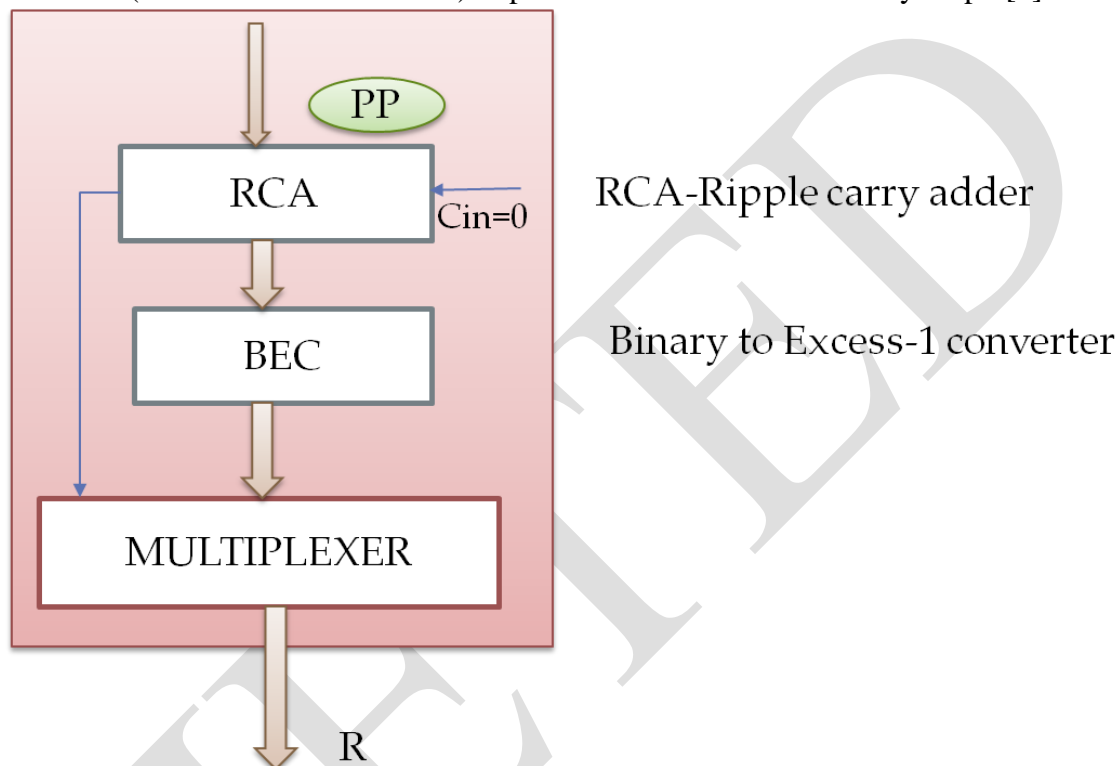 PP
RCA
Cin=0
RCA-Ripple carry adder
BEC
Binary to Excess-1 converter
MULTIPLEXER
R